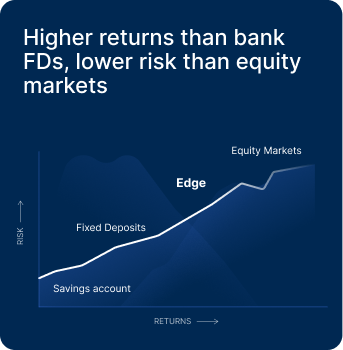 Higher returns than bank
FDs, lower risk than equity
markets
Equity Markets
Edge
Fixed Deposits
Savings account
RISK
RETURNS